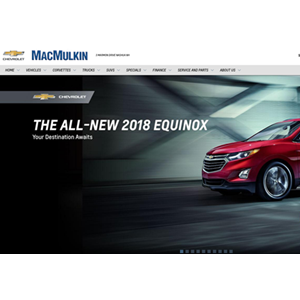 CHEVROLET
MACMULKIN
HOME VEHICLES CORVETTES TRUCKS SUVS SPECIALS FINANCE SERVICE AND PARTS ABOUT US
CHEVROLET
THE ALL-NEW 2018 EQUINOX
Your Destination Awaits